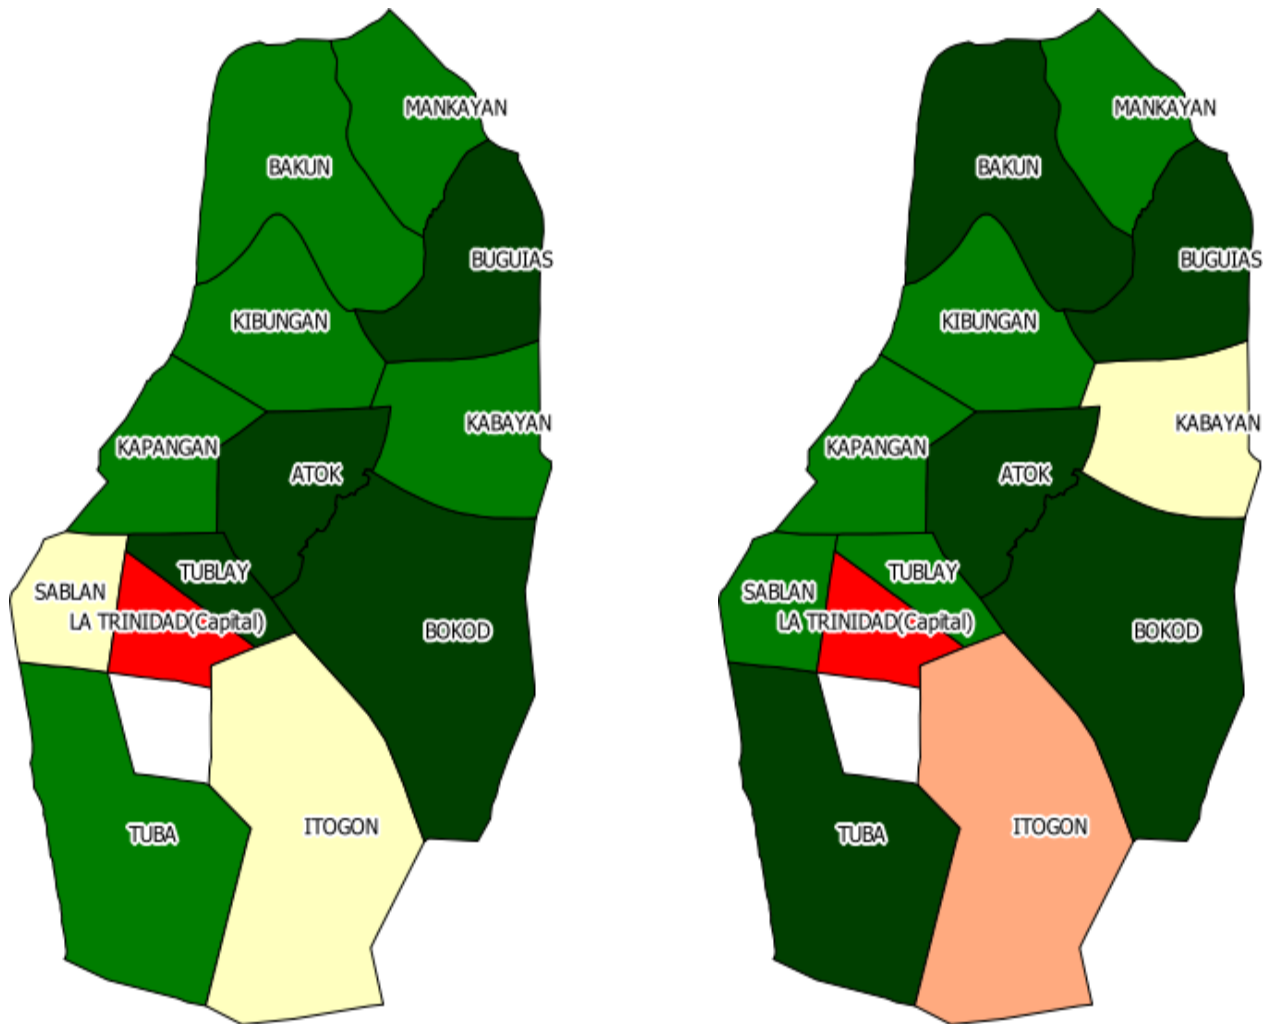 MANKAYAN
BAKUN
BUGUIAS
KIBUNGAN
KABAYAN
KAPANGAN
ATOK
TUBLAY
SABLAN
LA TRINIDAD(Capital)
BOKOD
ITOGON
TUBA
MANKAYAN
BAKUN
BUGUIAS
KIBUNGAN
KABAYAN
KAPANGAN
ATOK
TUBLAY
SABLAN
LA TRINIDAD(Capital)
BOKOD
ITOGON
TUBA